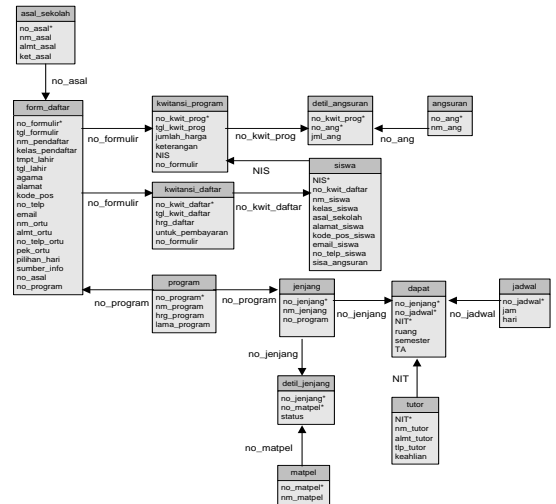 asal_sekolah
no_asal*
nm_asal
almt_asal
ket_asal
no_asal
form_daftar
no_formulir*
tgl_formulir
nm_pendaftar
kelas_pendaftar
tmpt_lahir
tgl_lahir
agama
alamat
kode_pos
no_telp
email
nm_ortu
almt_ortu
no_telp_ortu
pek_ortu
pilihan_hari
sumber_info
no_asal
no_program
no_formulir
kwitansi_program
no_kwit_prog*
tgl_kwit_prog
jumlah_harga
keterangan
NIS
no_formulir
no_kwit_prog
detil_angsuran
no_kwit_prog*
no_ang*
jml_ang
no_ang
angsuran
no_ang*
nm_ang
NIS
no_formulir
kwitansi_daftar
no_kwit_daftar*
tgl_kwit_daftar
hrg_daftar
untuk_pembayaran
no_formulir
no_kwit_daftar
siswa
NIS*
no_kwit_daftar
nm_siswa
kelas_siswa
asal_sekolah
alamat_siswa
kode_pos_siswa
email_siswa
no_telp_siswa
sisa_angsuran
no_program
program
no_program*
nm_program
hrg_program
lama_program
no_program
jenjang
no_jenjang*
nm_jenjang
no_program
no_jenjang
dapat
no_jenjang*
no_jadwal*
NIT*
ruang
semester
TA
no_jadwal
jadwal
no_jadwal*
jam
hari
no_jenjang
detil_jenjang
no_jenjang*
no_matpel*
status
no_matpel
matpel
no_matpel*
nm_matpel
NIT
tutor
NIT*
nm_tutor
almt_tutor
tlp_tutor
keahlian